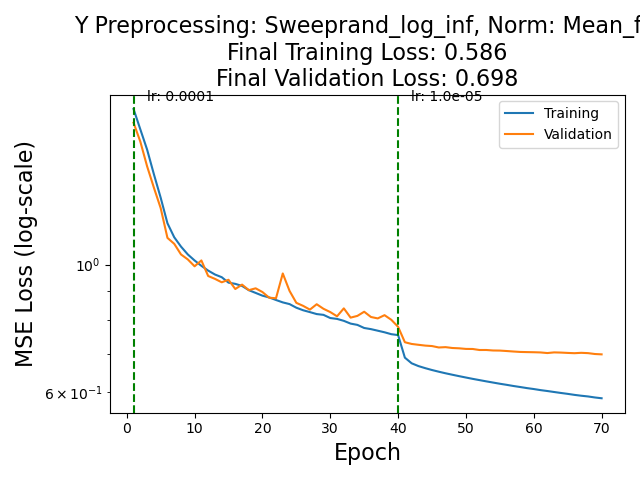 Y Preprocessing: Sweeprand_log_inf, Norm: Mean_f
Final Training Loss: 0.586
Final Validation Loss: 0.698
lr: 0.0001
lr: 1.0e-05
Training
Validation
MSE Loss (log-scale)
10⁰
6 × 10⁻¹
0 10 20 30 40 50 60 70
Epoch